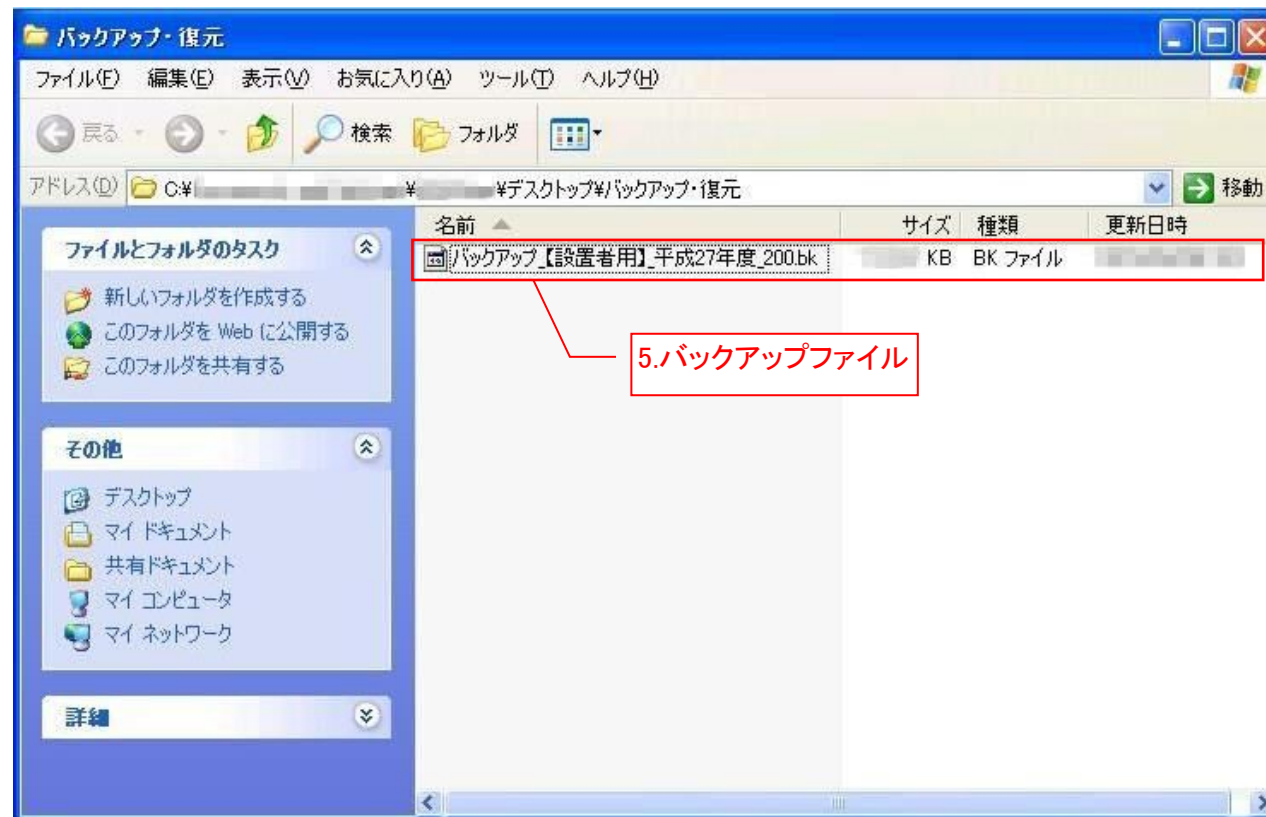 バックアップ・復元
ファイル(F) 編集(E) 表示(V) お気に入り(A) ツール(T) ヘルプ(H)
戻る 検索 フォルダ
アドレス(D) C:¥ ¥ ¥デスクトップ¥バックアップ・復元 移動
名前 サイズ 種類 更新日時
バックアップ_【設置者用】_平成27年度_200.bk KB BK ファイル
5.バックアップファイル
ファイルとフォルダのタスク
新しいフォルダを作成する
このフォルダを Web に公開する
このフォルダを共有する
その他
デスクトップ
マイ ドキュメント
共有ドキュメント
マイ コンピュータ
マイ ネットワーク
詳細